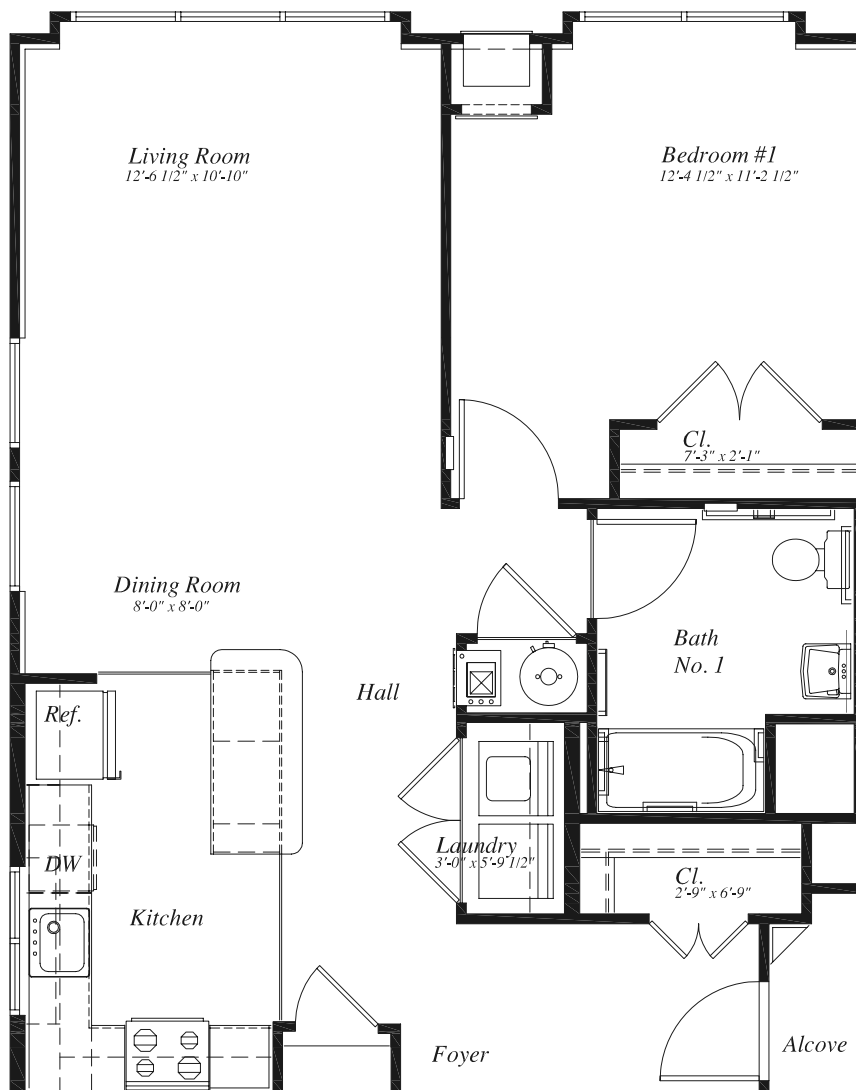 Living Room
12'-6 1/2" x 10'-10"
Bedroom #1
12'-4 1/2" x 11'-2 1/2"
Cl.
7'-3" x 2'-1"
Dining Room
8'-0" x 8'-0"
Bath
No. 1
Hall
Ref.
Laundry
3'-0" x 5'-9 1/2"
DW
Cl.
2'-9" x 6'-9"
Kitchen
Foyer
Alcove